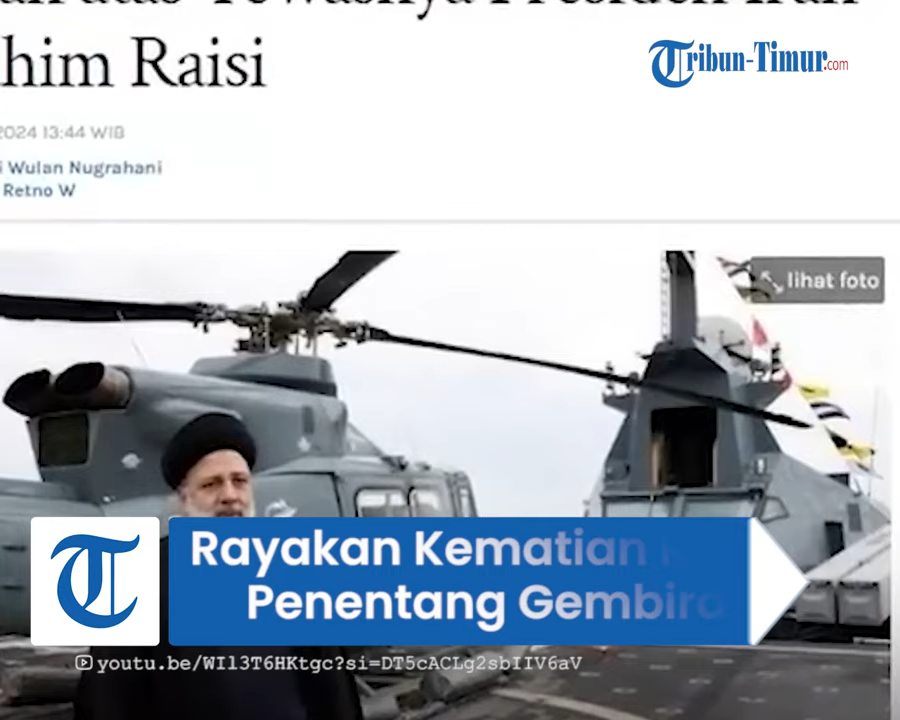 him Raisi
Tribun-Timur.com
2024 13:44 WIB
i Wulan Nugrahani
Retno W
lihat foto
T
Rayakan Kematian
Penentang Gembira
youtu.be/WIl3T6HKtgc?si=DT5cACLg2sbIIV6aV